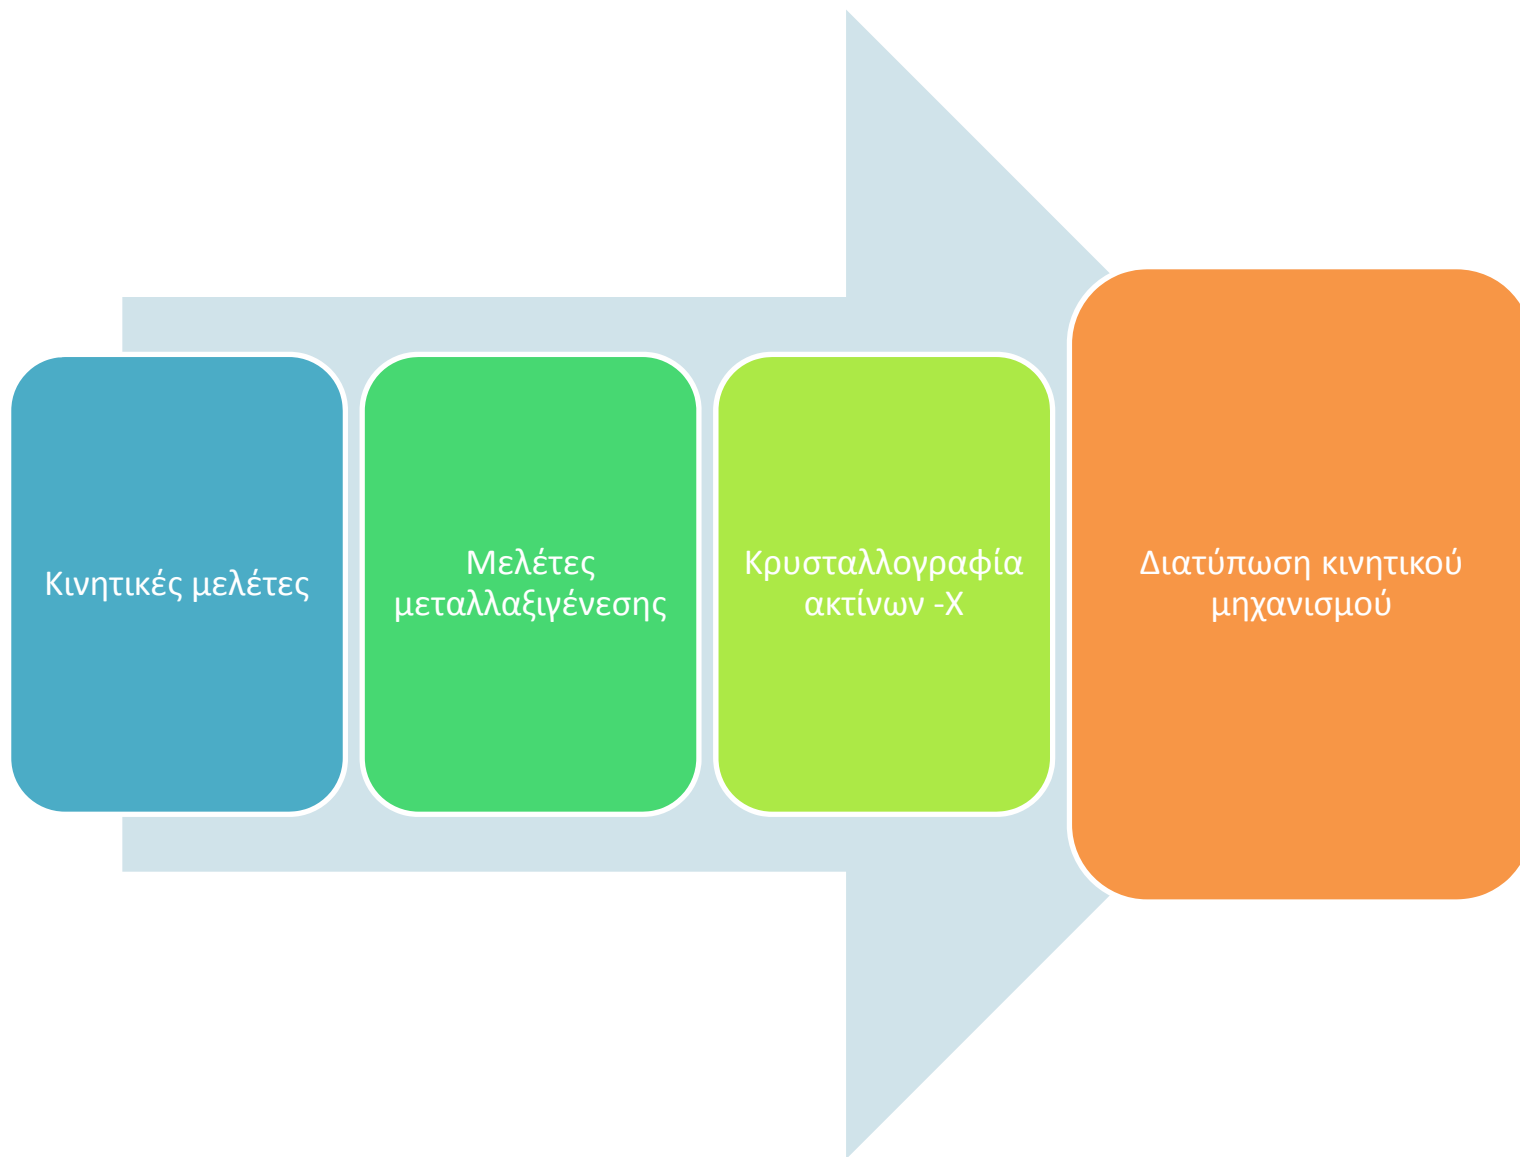 Κινητικές μελέτες
Μελέτες
μεταλλαξιγένεσης
Κρυσταλλογραφία
ακτίνων -Χ
Διατύπωση κινητικού
μηχανισμού